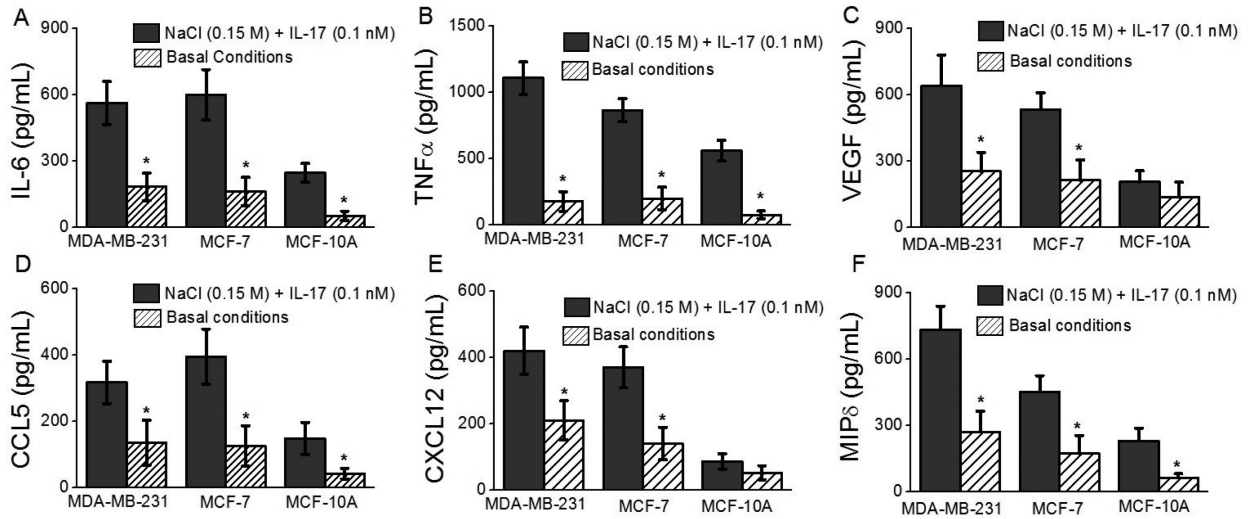 A
IL-6 (pg/mL)
900
600
300
0
NaCl (0.15 M) + IL-17 (0.1 nM)
Basal Conditions
*
*
*
MDA-MB-231 MCF-7 MCF-10A
B
TNFα (pg/mL)
1500
1000
500
0
NaCl (0.15 M) + IL-17 (0.1 nM)
Basal conditions
*
*
*
MDA-MB-231 MCF-7 MCF-10A
C
VEGF (pg/mL)
900
600
300
0
NaCl (0.15 M) + IL-17 (0.1 nM)
Basal conditions
*
*
MDA-MB-231 MCF-7 MCF-10A
D
CCL5 (pg/mL)
600
400
200
0
NaCl (0.15 M) + IL-17 (0.1 nM)
Basal conditions
*
*
*
MDA-MB-231 MCF-7 MCF-10A
E
CXCL12 (pg/mL)
600
400
200
0
NaCl (0.15 M) + IL-17 (0.1 nM)
Basal conditions
*
*
MDA-MB-231 MCF-7 MCF-10A
F
MIPδ (pg/mL)
900
600
300
0
NaCl (0.15 M) + IL-17 (0.1 nM)
Basal conditions
*
*
*
MDA-MB-231 MCF-7 MCF-10A